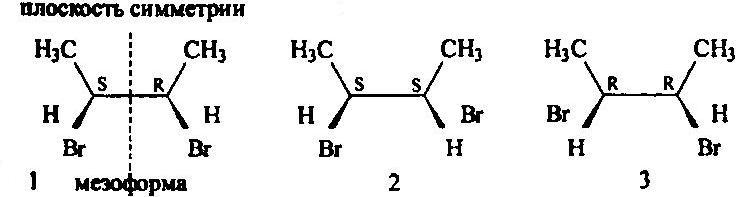 плоскость симметрии
H₃C CH₃ H₃C CH₃ H₃C CH₃
S R S S R R
H H H Br Br H
Br Br Br H H Br
1 мезоформа 2 3